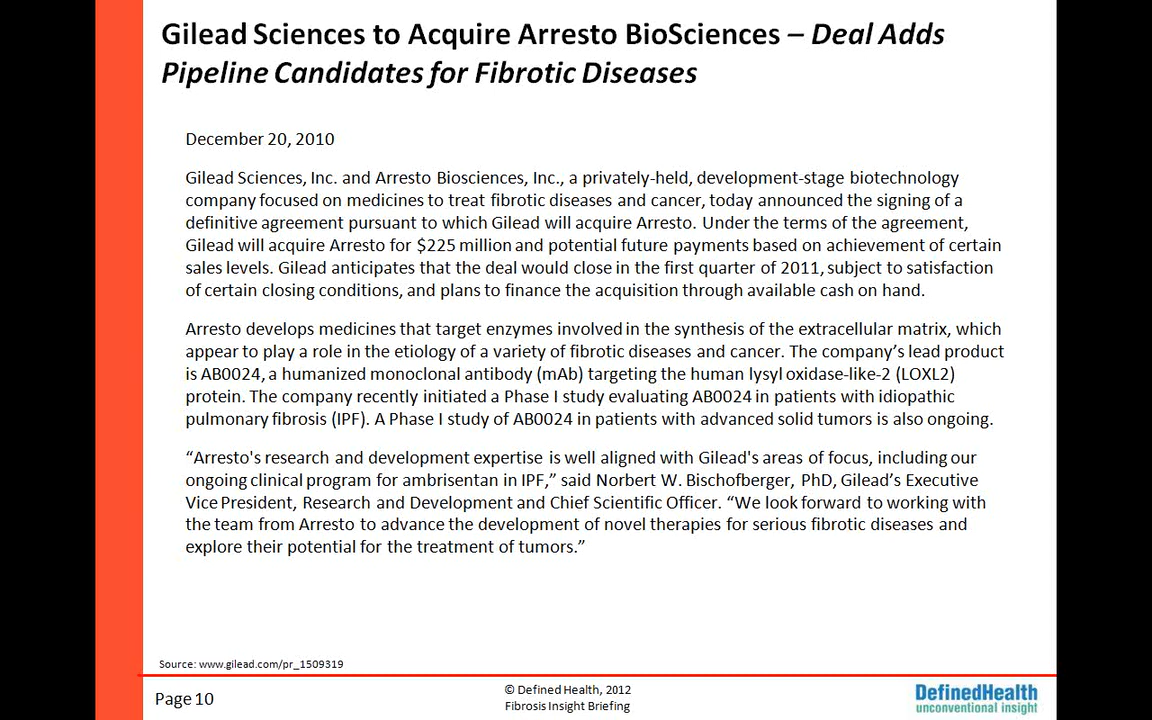 Gilead Sciences to Acquire Arresto BioSciences – Deal Adds
Pipeline Candidates for Fibrotic Diseases
December 20, 2010
Gilead Sciences, Inc. and Arresto Biosciences, Inc., a privately-held, development-stage biotechnology
company focused on medicines to treat fibrotic diseases and cancer, today announced the signing of a
definitive agreement pursuant to which Gilead will acquire Arresto. Under the terms of the agreement,
Gilead will acquire Arresto for $225 million and potential future payments based on achievement of certain
sales levels. Gilead anticipates that the deal would close in the first quarter of 2011, subject to satisfaction
of certain closing conditions, and plans to finance the acquisition through available cash on hand.
Arresto develops medicines that target enzymes involved in the synthesis of the extracellular matrix, which
appear to play a role in the etiology of a variety of fibrotic diseases and cancer. The company’s lead product
is AB0024, a humanized monoclonal antibody (mAb) targeting the human lysyl oxidase-like-2 (LOXL2)
protein. The company recently initiated a Phase I study evaluating AB0024 in patients with idiopathic
pulmonary fibrosis (IPF). A Phase I study of AB0024 in patients with advanced solid tumors is also ongoing.
“Arresto's research and development expertise is well aligned with Gilead's areas of focus, including our
ongoing clinical program for ambrisentan in IPF,” said Norbert W. Bischofberger, PhD, Gilead’s Executive
Vice President, Research and Development and Chief Scientific Officer. “We look forward to working with
the team from Arresto to advance the development of novel therapies for serious fibrotic diseases and
explore their potential for the treatment of tumors.”
Source: www.gilead.com/pr_1509319
Page 10
© Defined Health, 2012
Fibrosis Insight Briefing
DefinedHealth
unconventional insight